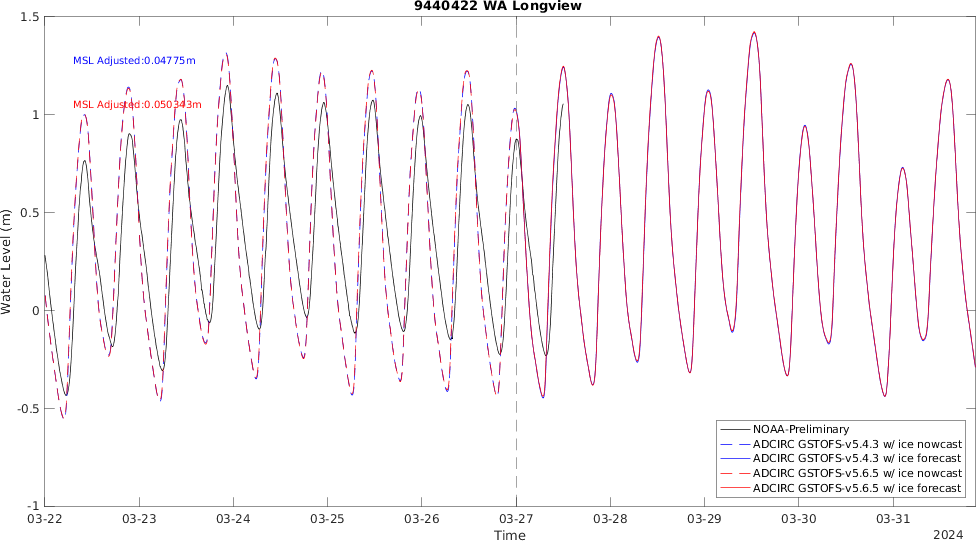 9440422 WA Longview
MSL Adjusted:0.04775m
MSL Adjusted:0.050343m
Water Level (m)
1.5
1
0.5
0
-0.5
-1
NOAA-Preliminary
ADCIRC GSTOFS-v5.4.3 w/ ice nowcast
ADCIRC GSTOFS-v5.4.3 w/ ice forecast
ADCIRC GSTOFS-v5.6.5 w/ ice nowcast
ADCIRC GSTOFS-v5.6.5 w/ ice forecast
03-22 03-23 03-24 03-25 03-26 03-27 03-28 03-29 03-30 03-31
Time
2024